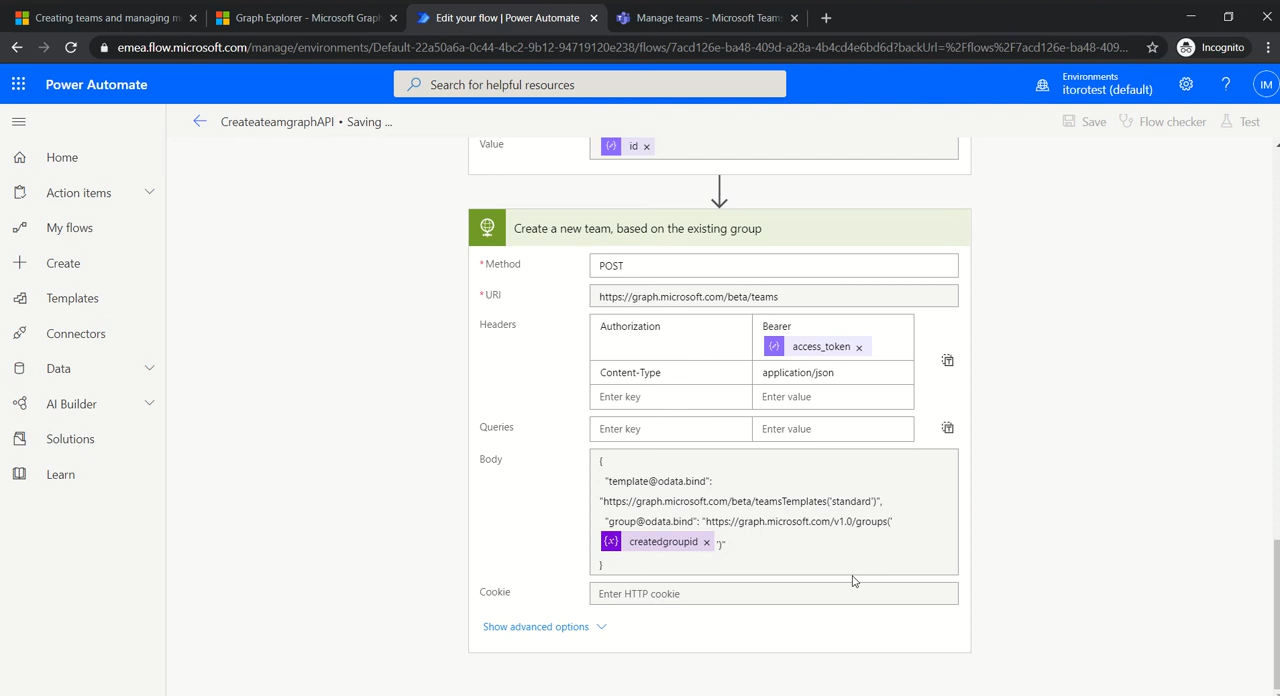 Creating teams and managing m
Graph Explorer - Microsoft Grap
Edit your flow | Power Automate
Manage teams - Microsoft Team
emea.flow.microsoft.com/manage/environments/Default-22a50a6a-0c44-4bc2-9b12-94719120e238/flows/7acd126e-ba48-409d-a28a-4b4cd4e6bd6d?backUrl=%2Fflows%2F7acd126e-ba48-409...
Incognito
Power Automate
Search for helpful resources
Environments
itorotest (default)
?
IM
CreateateamgraphAPI • Saving ...
Save
Flow checker
Test
Home
Action items
My flows
Create
Templates
Connectors
Data
AI Builder
Solutions
Learn
Value
id ×
Create a new team, based on the existing group
* Method
POST
* URI
https://graph.microsoft.com/beta/teams
Headers
Authorization
Bearer
access_token ×
Content-Type
application/json
Enter key
Enter value
Queries
Enter key
Enter value
Body
{
"template@odata.bind":
"https://graph.microsoft.com/beta/teamsTemplates('standard')",
"group@odata.bind": "https://graph.microsoft.com/v1.0/groups('
{x} createdgroupid × ')"
}
Cookie
Enter HTTP cookie
Show advanced options